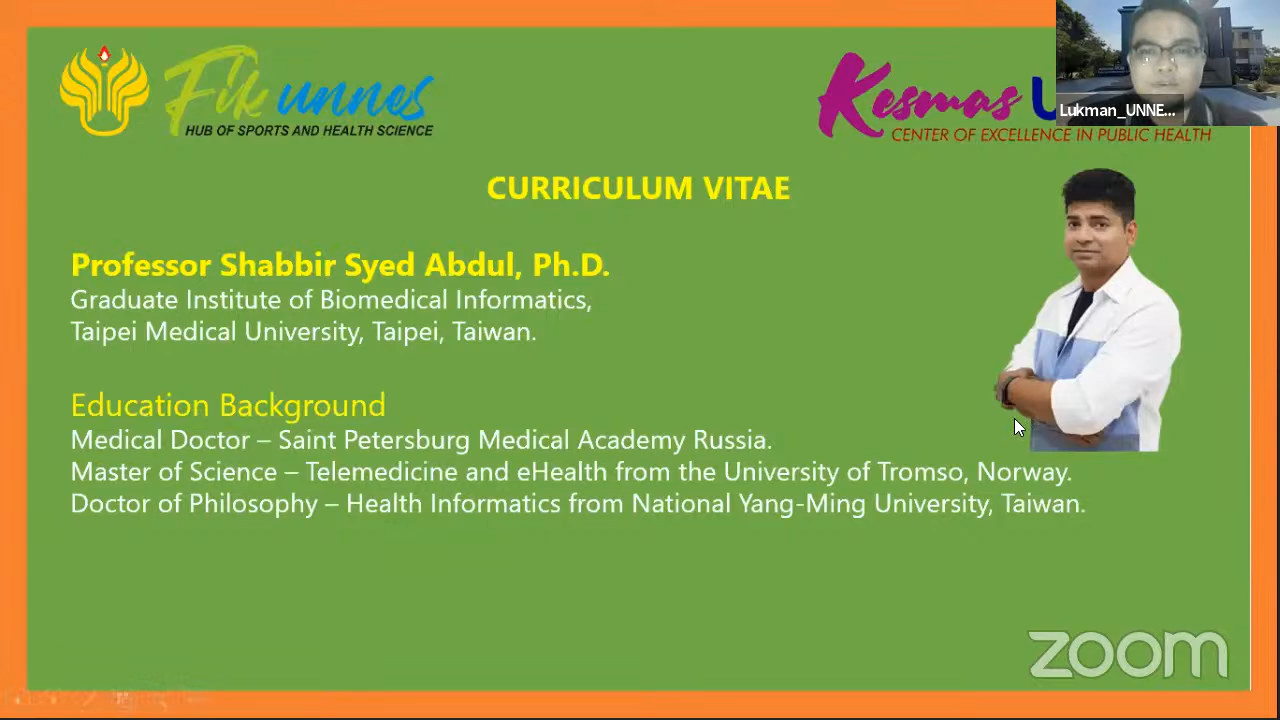 Fik unnes
HUB OF SPORTS AND HEALTH SCIENCE
Kesmas U
CENTER OF EXCELLENCE IN PUBLIC HEALTH
Lukman_UNNE...
CURRICULUM VITAE
Professor Shabbir Syed Abdul, Ph.D.
Graduate Institute of Biomedical Informatics,
Taipei Medical University, Taipei, Taiwan.
Education Background
Medical Doctor – Saint Petersburg Medical Academy Russia.
Master of Science – Telemedicine and eHealth from the University of Tromso, Norway.
Doctor of Philosophy – Health Informatics from National Yang-Ming University, Taiwan.
zoom